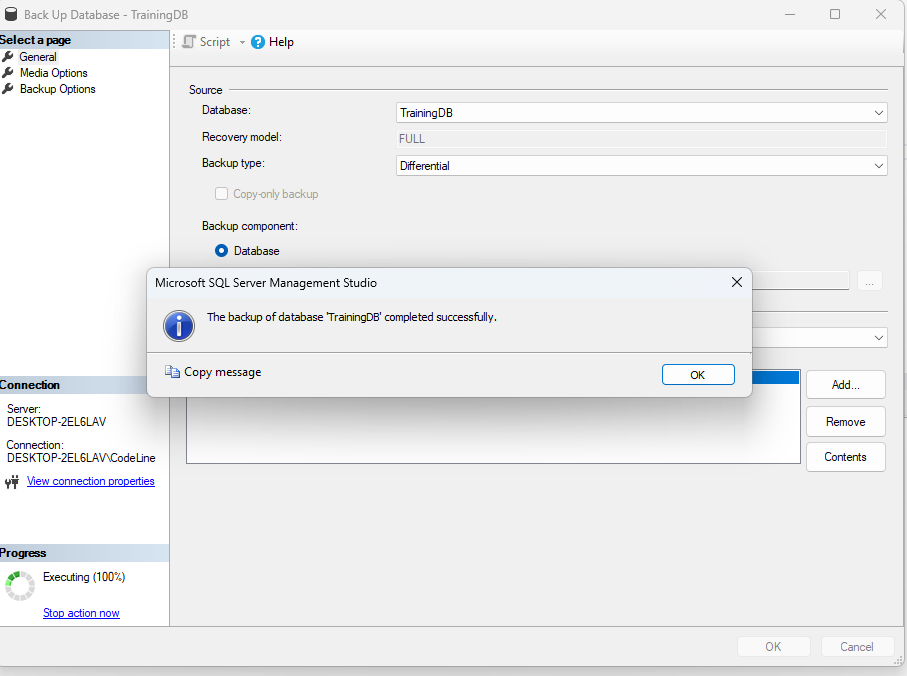 Back Up Database - TrainingDB
Select a page
General
Media Options
Backup Options
Script
Help
Source
Database:
TrainingDB
Recovery model:
FULL
Backup type:
Differential
Copy-only backup
Backup component:
Database
...
Microsoft SQL Server Management Studio
The backup of database 'TrainingDB' completed successfully.
Copy message
OK
Add...
Remove
Contents
Connection
Server:
DESKTOP-2EL6LAV
Connection:
DESKTOP-2EL6LAV\CodeLine
View connection properties
Progress
Executing (100%)
Stop action now
OK
Cancel